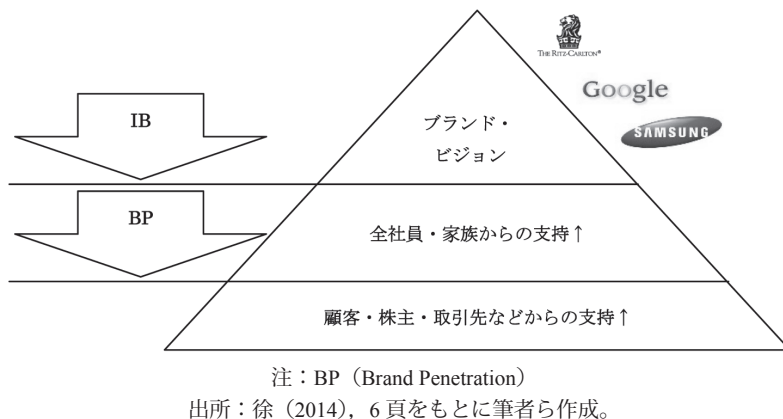 THE RITZ-CARLTON®
Google
SAMSUNG
IB
ブランド・
ビジョン
BP
全社員・家族からの支持↑
顧客・株主・取引先などからの支持↑
注：BP（Brand Penetration）
出所：徐（2014），6 頁をもとに筆者ら作成。